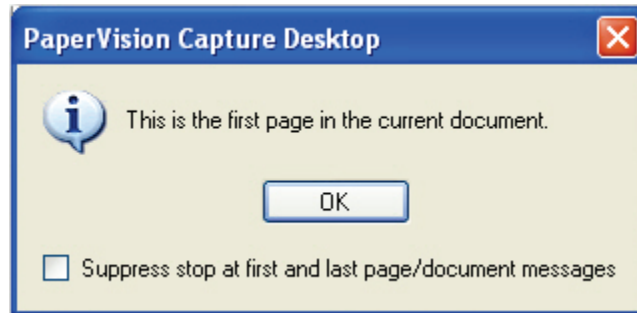 PaperVision Capture Desktop
This is the first page in the current document.
OK
Suppress stop at first and last page/document messages